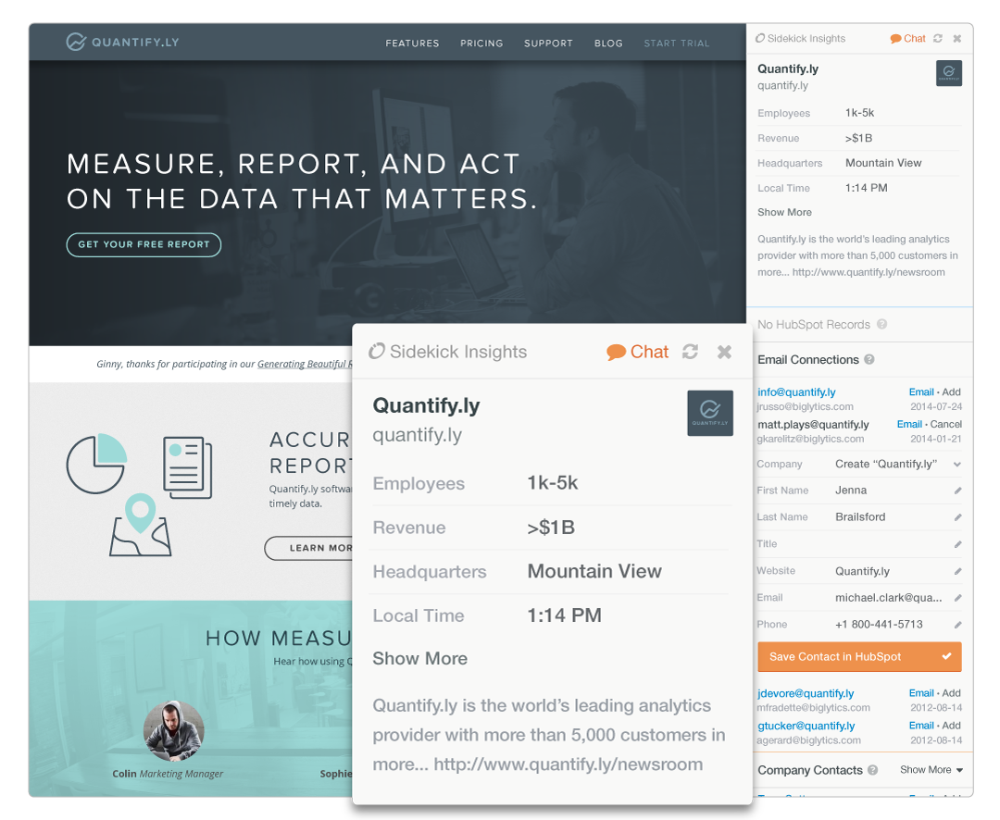 QUANTIFY.LY
FEATURES PRICING SUPPORT BLOG START TRIAL
MEASURE, REPORT, AND ACT
ON THE DATA THAT MATTERS.
GET YOUR FREE REPORT
Ginny, thanks for participating in our Generating Beautiful
ACCUR
REPORT
Quantify.ly softwa
timely data.
LEARN MOR
HOW MEASU
Hear how using
Colin Marketing Manager
Sophie
Sidekick Insights Chat
Quantify.ly
quantify.ly
QUANTIFY.LY
Employees 1k-5k
Revenue >$1B
Headquarters Mountain View
Local Time 1:14 PM
Show More
Quantify.ly is the world's leading analytics
provider with more than 5,000 customers in
more... http://www.quantify.ly/newsroom
Sidekick Insights Chat
Quantify.ly
quantify.ly
Employees 1k-5k
Revenue >$1B
Headquarters Mountain View
Local Time 1:14 PM
Show More
Quantify.ly is the world's leading analytics
provider with more than 5,000 customers in
more... http://www.quantify.ly/newsroom
No HubSpot Records ?
Email Connections ?
info@quantify.ly Email • Add
jrusso@biglytics.com 2014-07-24
matt.plays@quantify.ly Email • Cancel
gkarelitz@biglytics.com 2014-01-21
Company Create “Quantify.ly”
First Name Jenna
Last Name Brailsford
Title
Website Quantify.ly
Email michael.clark@qua...
Phone +1 800-441-5713
Save Contact in HubSpot
jdevore@quantify.ly Email • Add
mfradette@biglytics.com 2012-08-14
gtucker@quantify.ly Email • Add
agerard@biglytics.com 2012-08-14
Company Contacts ? Show More